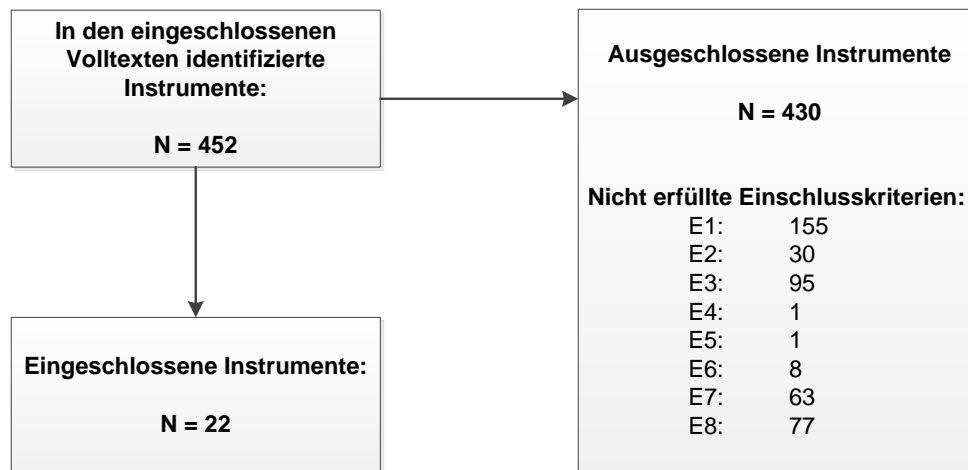 In den eingeschlossenen
Volltexten identifizierte
Instrumente:
N = 452
Ausgeschlossene Instrumente
N = 430
Nicht erfüllte Einschlusskriterien:
E1: 155
E2: 30
E3: 95
E4: 1
E5: 1
E6: 8
E7: 63
E8: 77
Eingeschlossene Instrumente:
N = 22